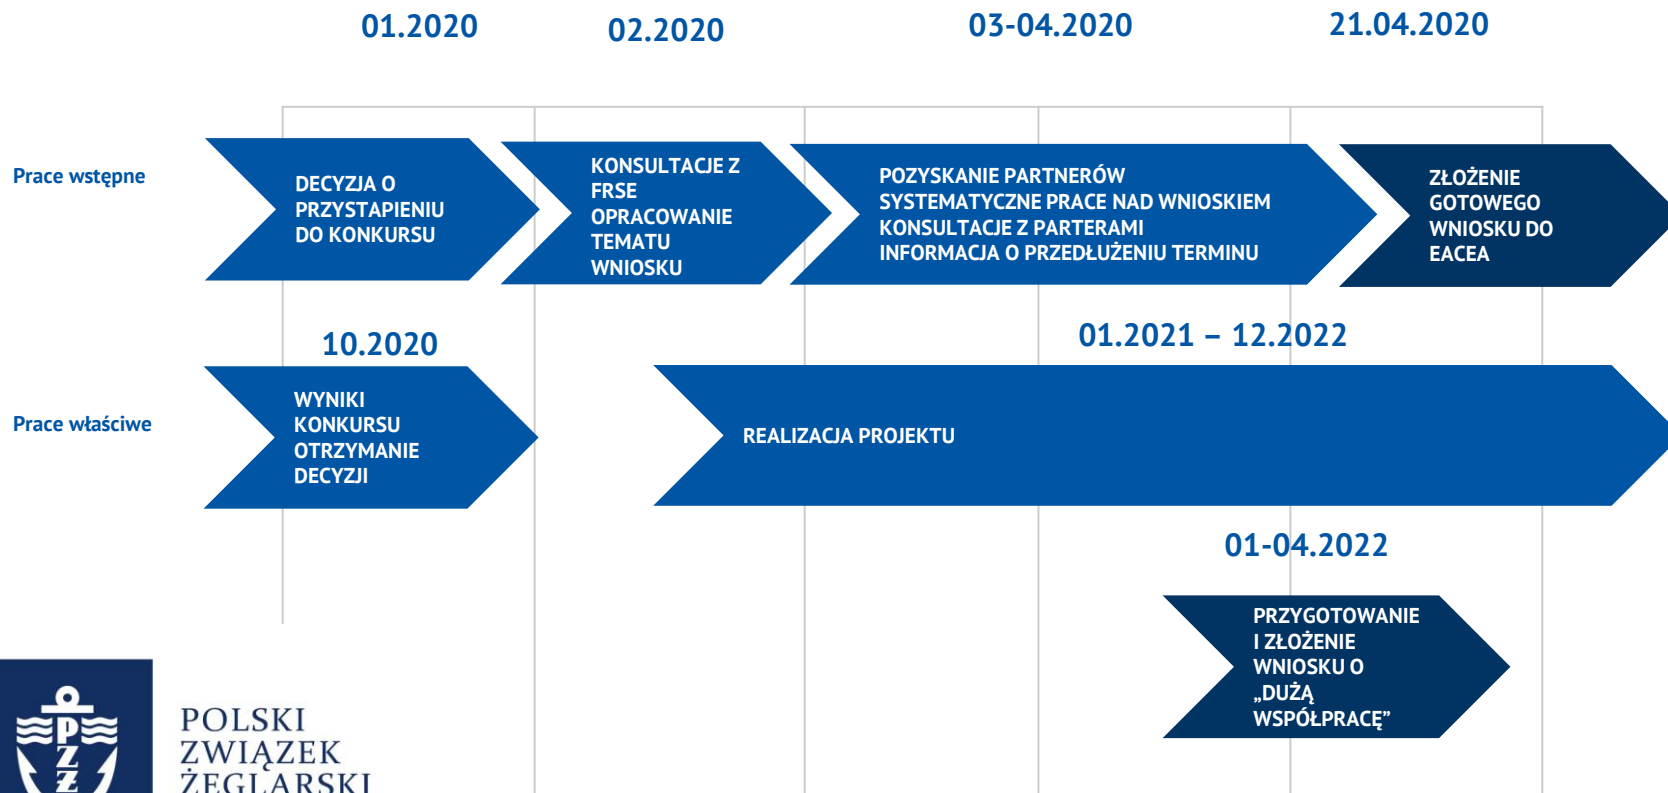 01.2020
02.2020
03-04.2020
21.04.2020
Prace wstępne
DECYZJA O
PRZYSTAPIENIU
DO KONKURSU
KONSULTACJE Z
FRSE
OPRACOWANIE
TEMATU
WNIOSKU
POZYSKANIE PARTNERÓW
SYSTEMATYCZNE PRACE NAD WNIOSKIEM
KONSULTACJE Z PARTERAMI
INFORMACJA O PRZEDŁUŻENIU TERMINU
ZŁOŻENIE
GOTOWEGO
WNIOSKU DO
EACEA
10.2020
01.2021 – 12.2022
Prace właściwe
WYNIKI
KONKURSU
OTRZYMANIE
DECYZJI
REALIZACJA PROJEKTU
01-04.2022
PRZYGOTOWANIE
I ZŁOŻENIE
WNIOSKU O
„DUŻĄ
WSPÓŁPRACĘ”
P
Z
Ż
POLSKI
ZWIĄZEK
ŻEGLARSKI